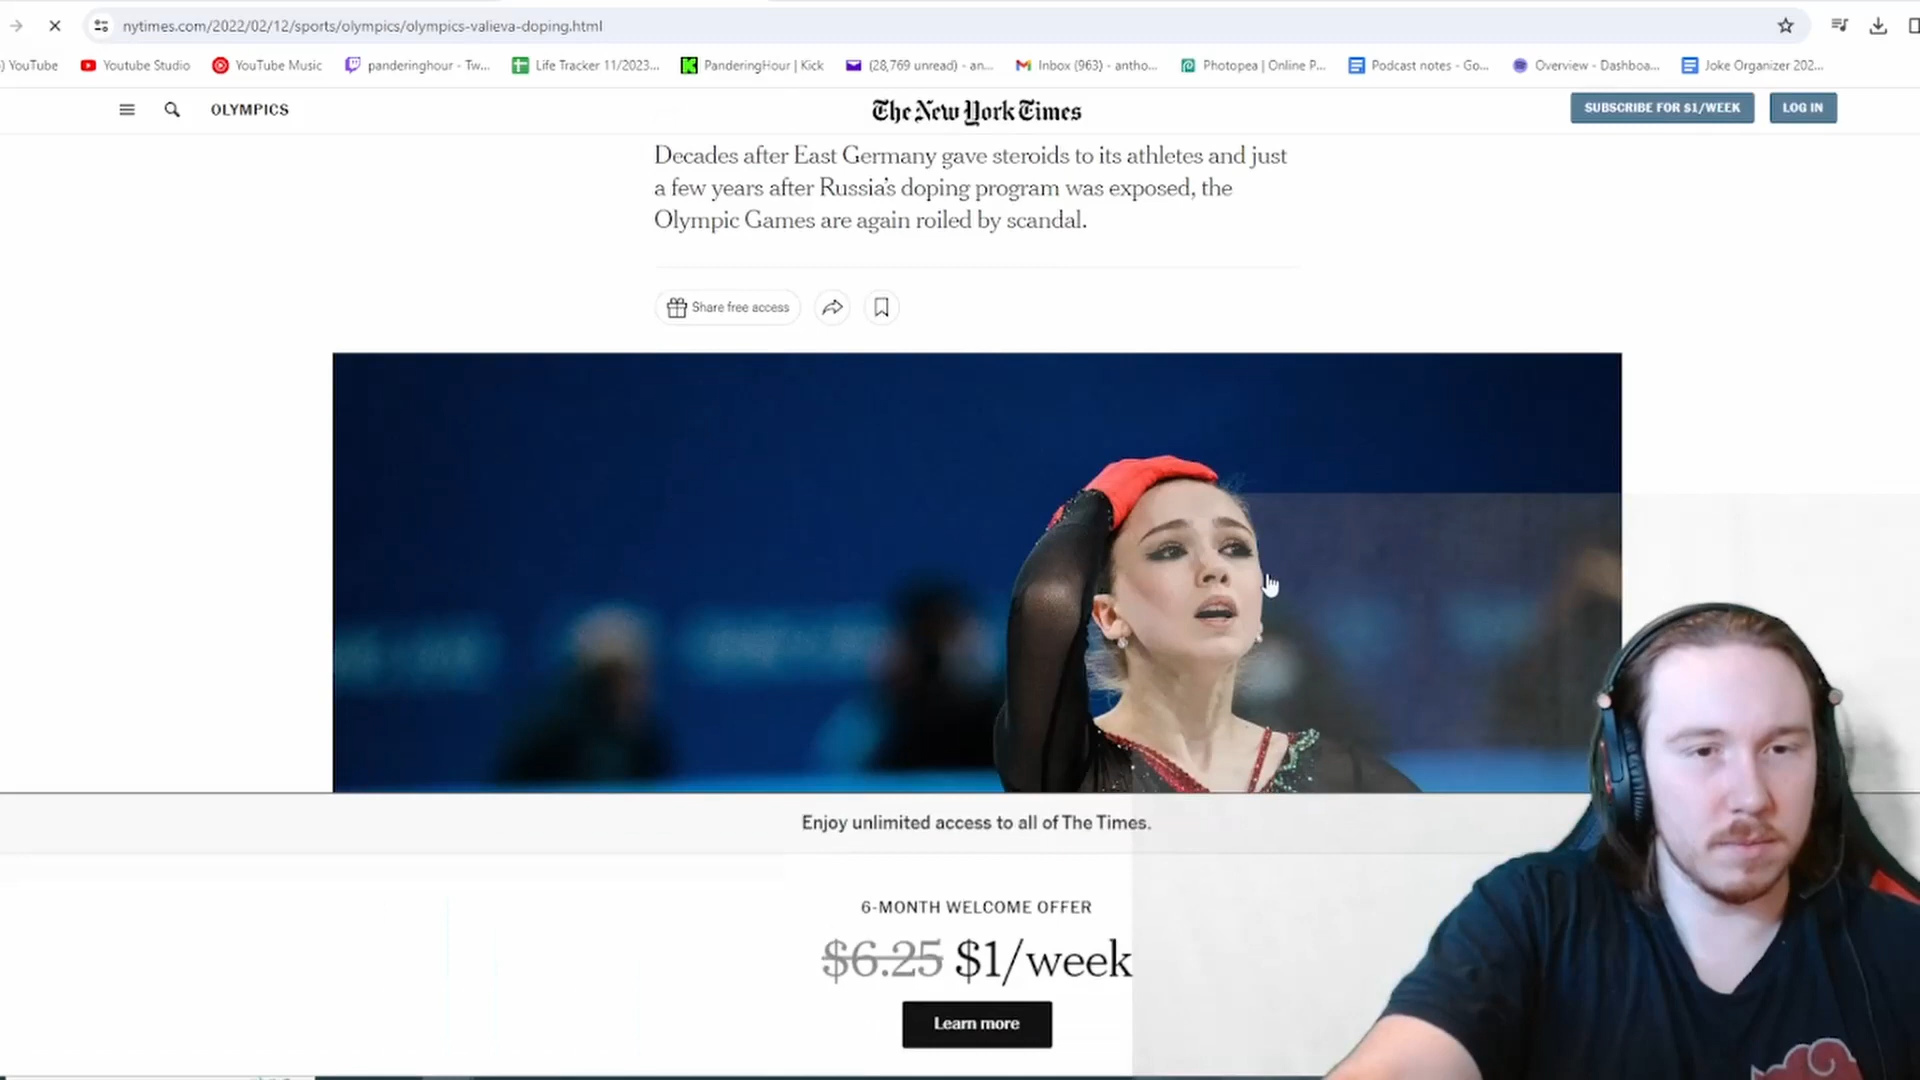 nytimes.com/2022/02/12/sports/olympics/olympics-valieva-doping.html
) YouTube Youtube Studio YouTube Music panderinghour - Tw... Life Tracker 11/2023... PanderingHour | Kick (28,769 unread) - an... Inbox (963) - antho... Photopea | Online P... Podcast notes - Go... Overview - Dashboa... Joke Organizer 202...
OLYMPICS The New York Times SUBSCRIBE FOR $1/WEEK LOG IN
Decades after East Germany gave steroids to its athletes and just
a few years after Russia's doping program was exposed, the
Olympic Games are again roiled by scandal.
Share free access
Enjoy unlimited access to all of The Times.
6-MONTH WELCOME OFFER
$6.25 $1/week
Learn more